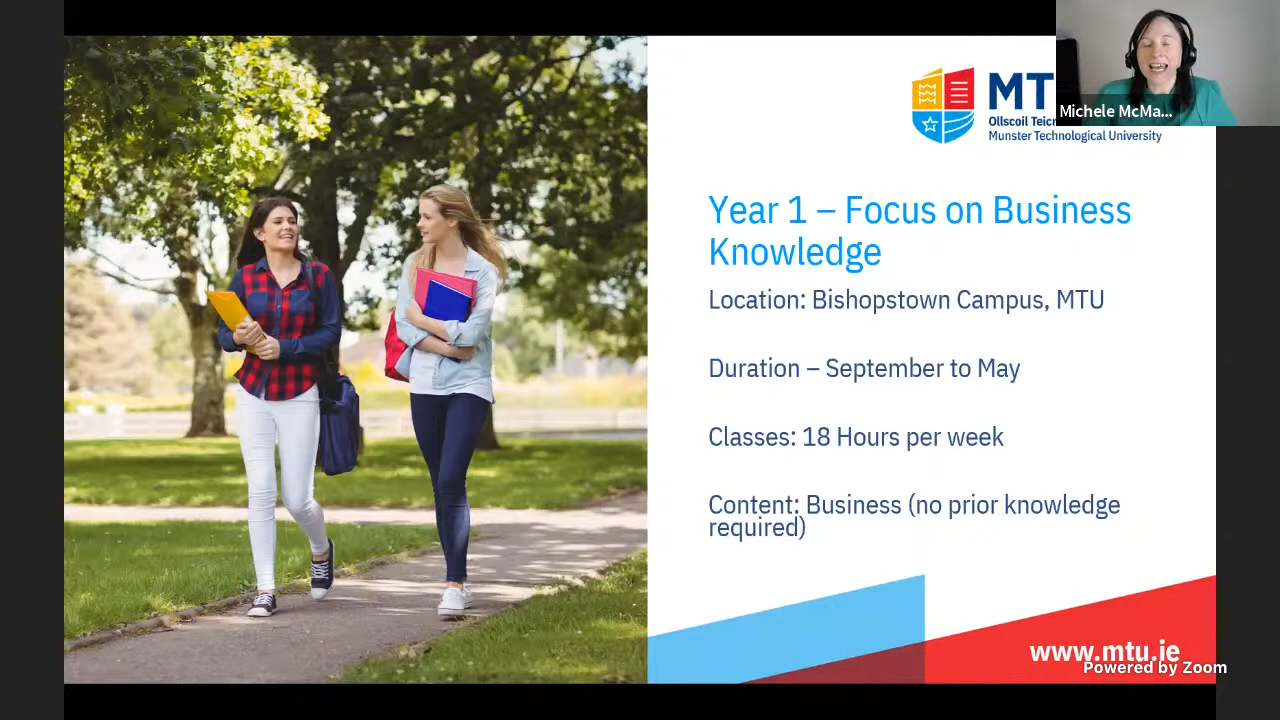 MT
Ollscoil
Munster Technological University
Michele McMa...
Year 1 – Focus on Business
Knowledge
Location: Bishopstown Campus, MTU
Duration – September to May
Classes: 18 Hours per week
Content: Business (no prior knowledge
required)
www.mtu.ie
Powered by Zoom